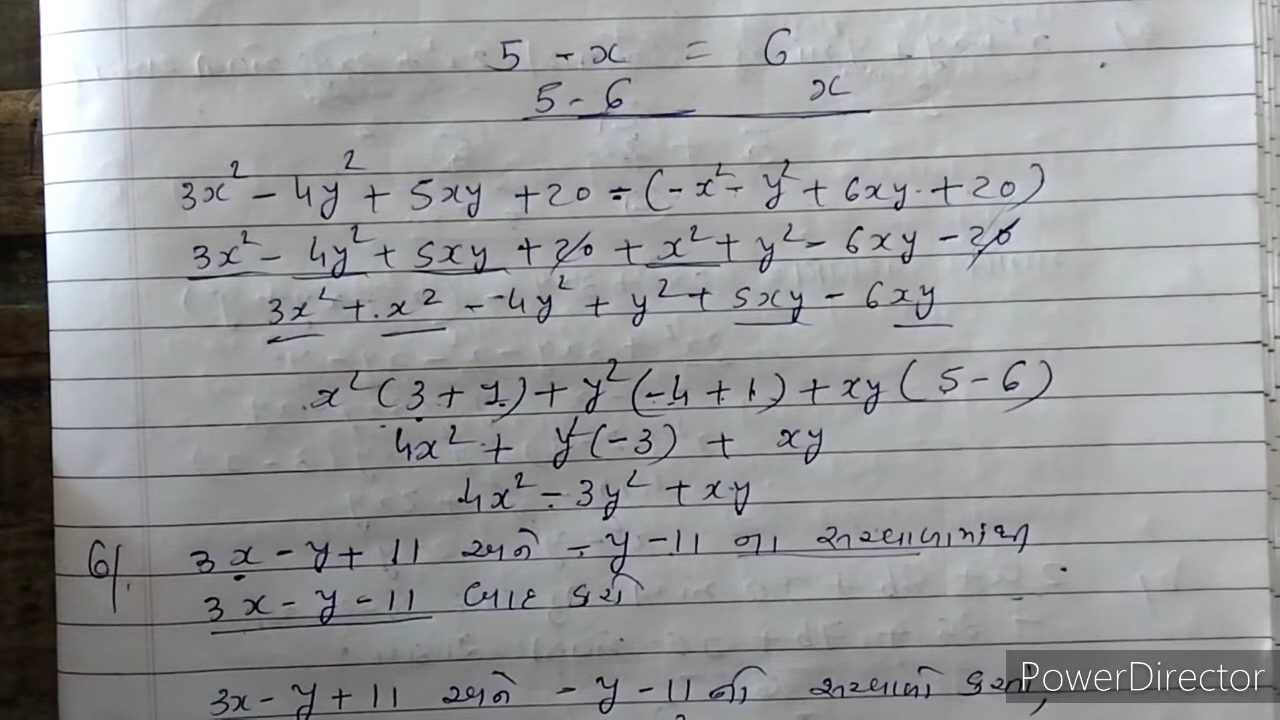 5 - x = 6
5 - 6 x
3x² - 4y² + 5xy + 20 - (-x² - y² + 6xy + 20)
3x² - 4y² + 5xy + 20 + x² + y² - 6xy - 20
3x² + x² - -4y² + y² + 5xy - 6xy
x² (3 + 1) + y² (-4 + 1) + xy (5 - 6)
4x² + y² (-3) + xy
4x² - 3y² + xy
6/. 3x - y + 11 અને - y - 11 ના સરવાળામાંથી
3x - y - 11 બાદ કરો
3x - y + 11 અને - y - 11 નો સરવાળો કરતાં,
PowerDirector